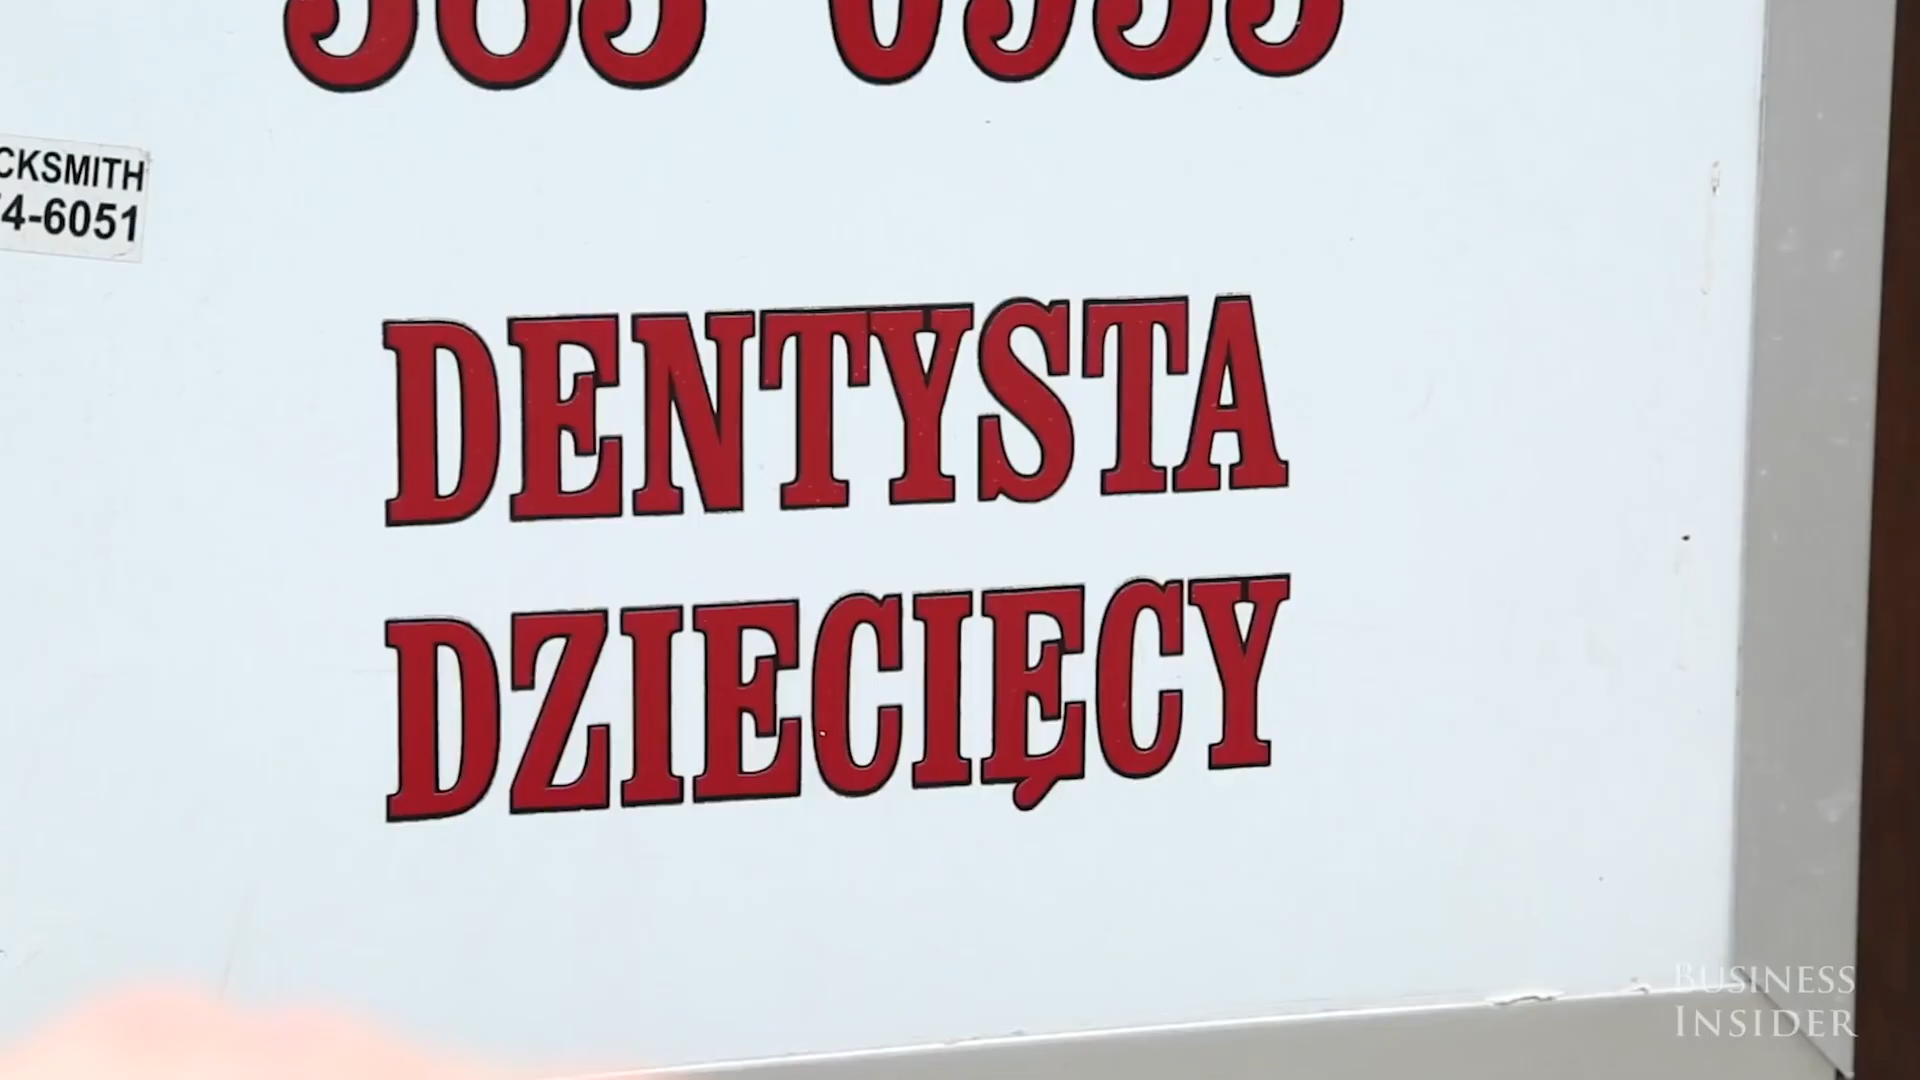 CKSMITH
4-6051
DENTYSTA
DZIECIĘCY
BUSINESS
INSIDER